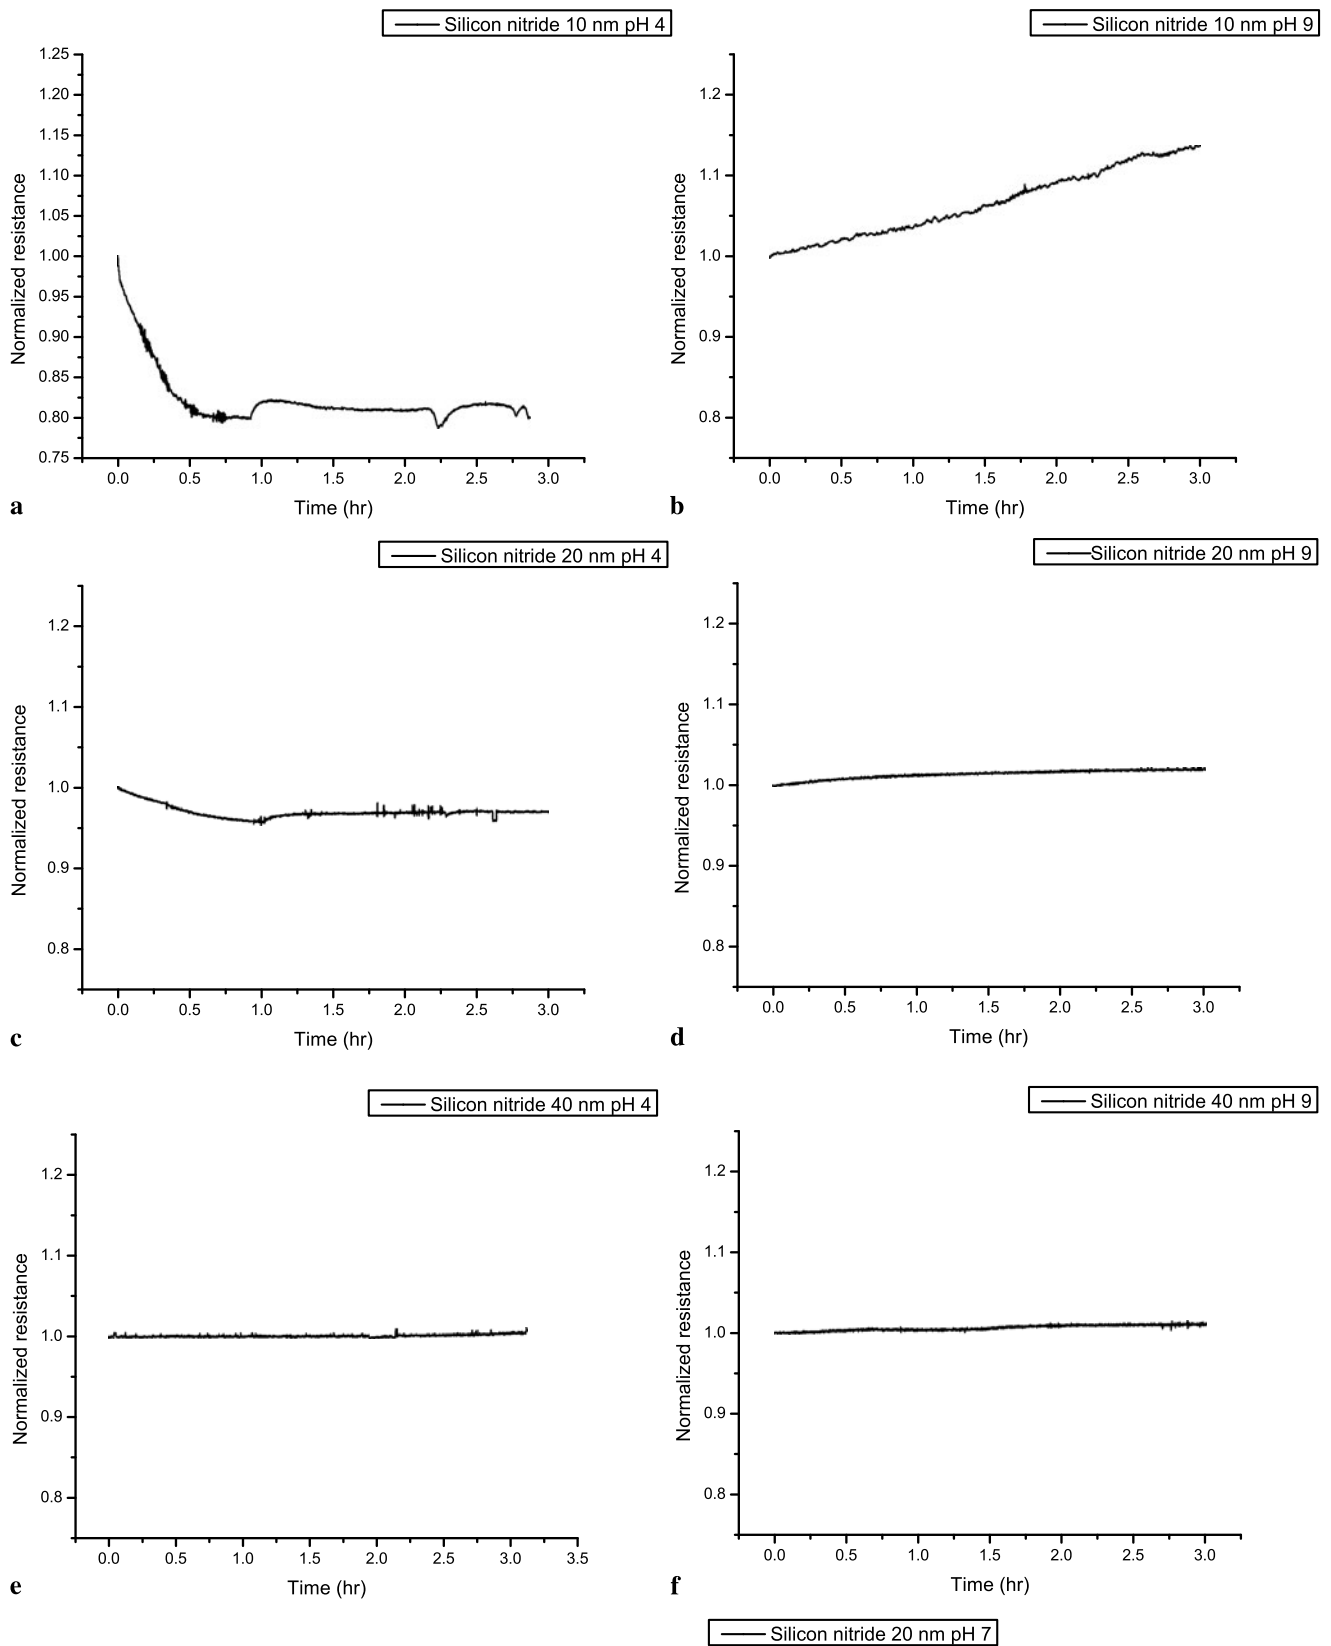 Silicon nitride 10 nm pH 4
1.25
1.20
1.15
1.10
1.05
1.00
0.95
0.90
0.85
0.80
0.75
Normalized resistance
0.0 0.5 1.0 1.5 2.0 2.5 3.0
Time (hr)
a
Silicon nitride 10 nm pH 9
1.2
1.1
1.0
0.9
0.8
Normalized resistance
0.0 0.5 1.0 1.5 2.0 2.5 3.0
Time (hr)
b
Silicon nitride 20 nm pH 4
1.2
1.1
1.0
0.9
0.8
Normalized resistance
0.0 0.5 1.0 1.5 2.0 2.5 3.0
Time (hr)
c
Silicon nitride 20 nm pH 9
1.2
1.1
1.0
0.9
0.8
Normalized resistance
0.0 0.5 1.0 1.5 2.0 2.5 3.0
Time (hr)
d
Silicon nitride 40 nm pH 4
1.2
1.1
1.0
0.9
0.8
Normalized resistance
0.0 0.5 1.0 1.5 2.0 2.5 3.0 3.5
Time (hr)
e
Silicon nitride 40 nm pH 9
1.2
1.1
1.0
0.9
0.8
Normalized resistance
0.0 0.5 1.0 1.5 2.0 2.5 3.0
Time (hr)
f
Silicon nitride 20 nm pH 7